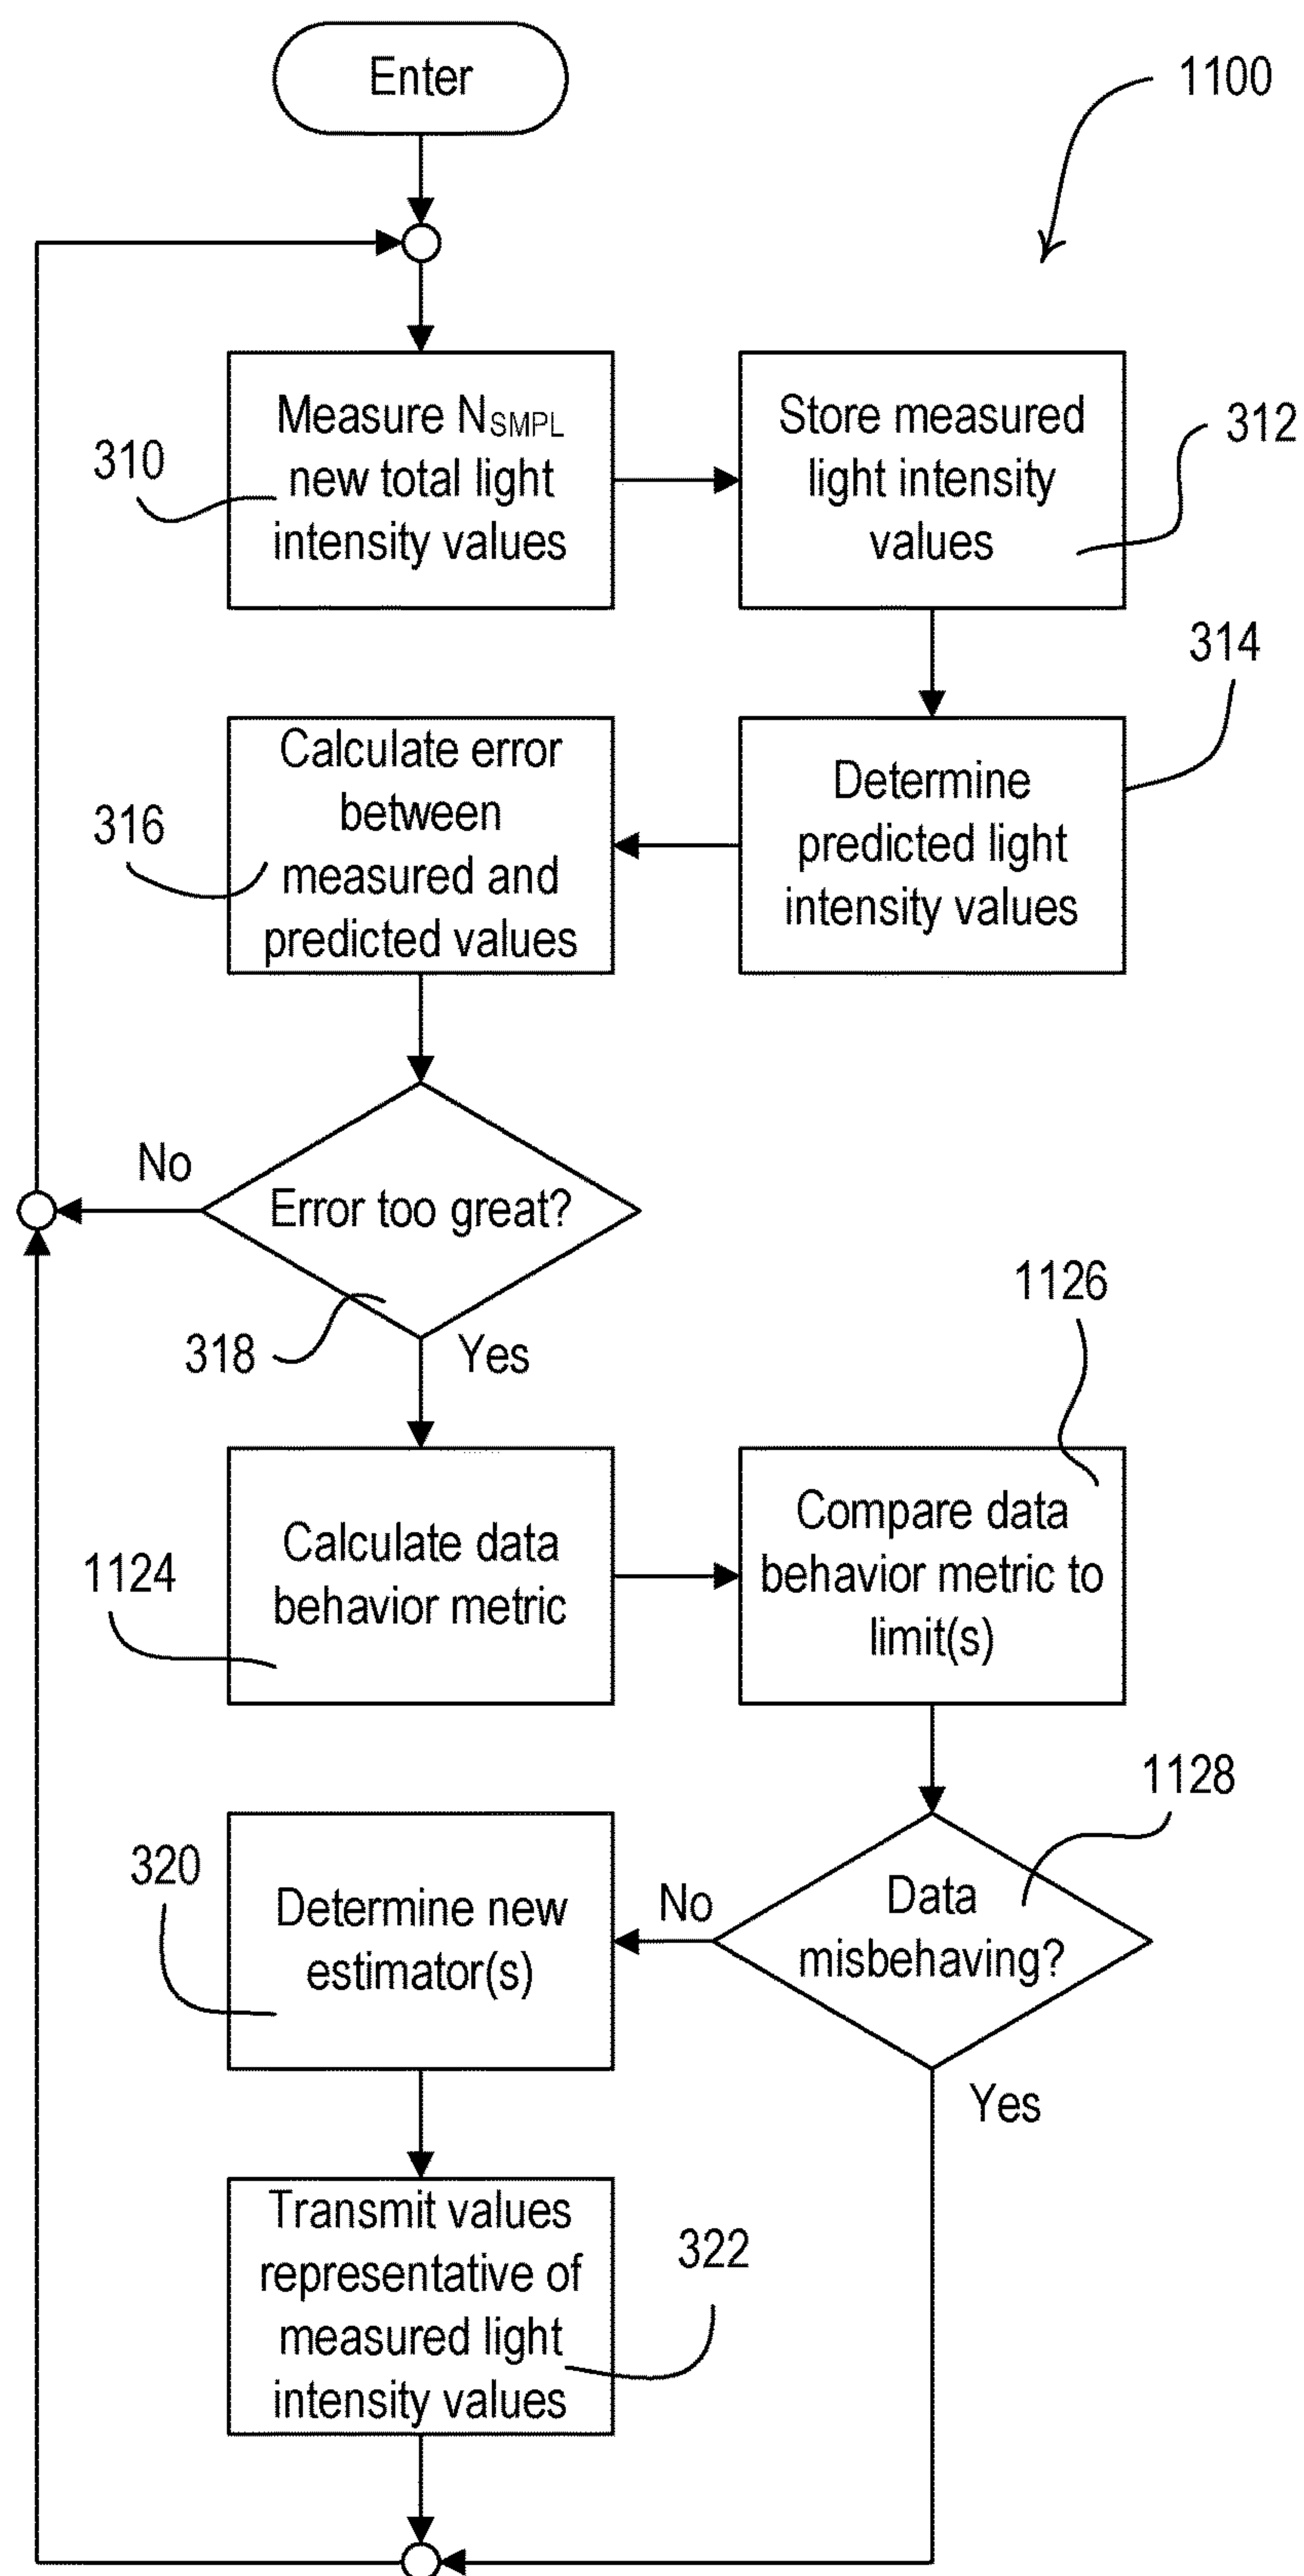 Enter
1100
Measure NSMPL
new total light
intensity values
310
Store measured
light intensity
values
312
314
Calculate error
between
measured and
predicted values
316
Determine
predicted light
intensity values
No
Error too great?
318
Yes
1126
Calculate data
behavior metric
1124
Compare data
behavior metric to
limit(s)
1128
320
Determine new
estimator(s)
No
Data
misbehaving?
Yes
Transmit values
representative of
measured light
intensity values
322